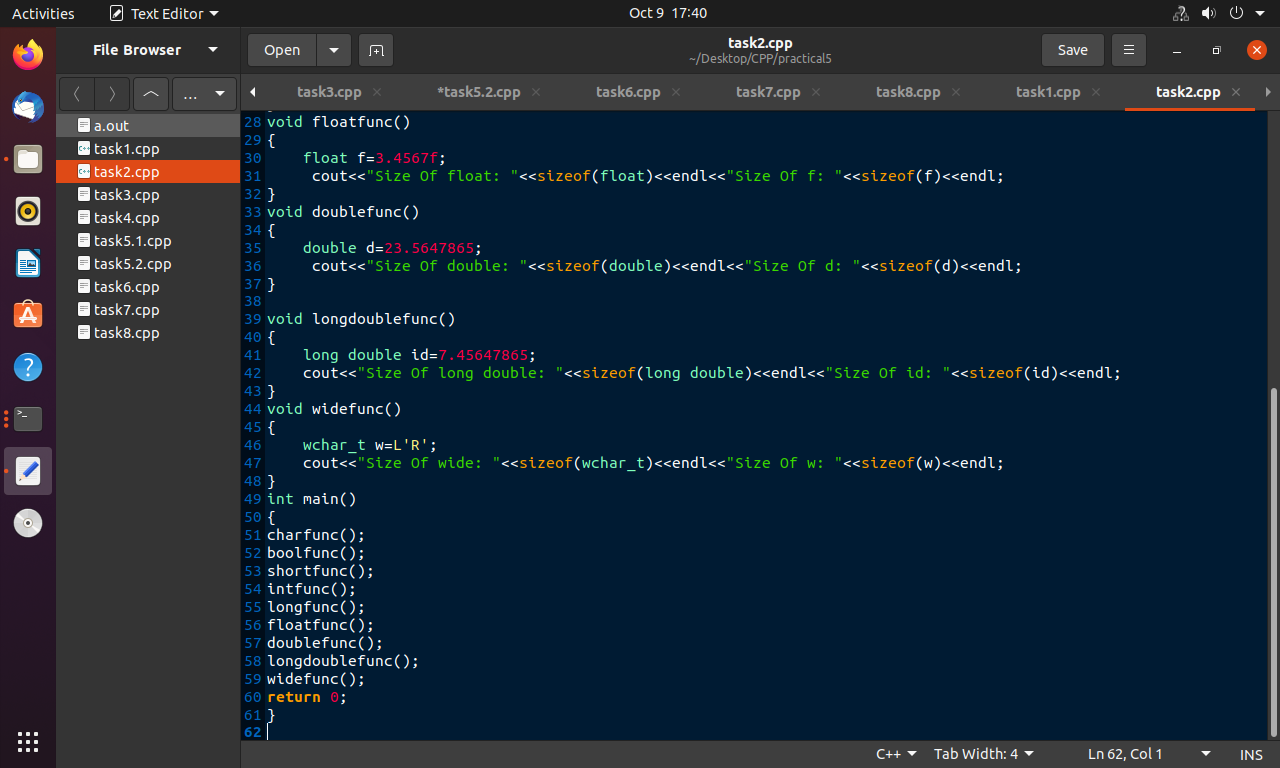 Activities Text Editor Oct 9 17:40
File Browser Open task2.cpp Save
~/Desktop/CPP/practical5
... task3.cpp *task5.2.cpp task6.cpp task7.cpp task8.cpp task1.cpp task2.cpp
a.out
task1.cpp
task2.cpp
task3.cpp
task4.cpp
task5.1.cpp
task5.2.cpp
task6.cpp
task7.cpp
task8.cpp
28 void floatfunc()
29 {
30     float f=3.4567f;
31      cout<<"Size Of float: "<<sizeof(float)<<endl<<"Size Of f: "<<sizeof(f)<<endl;
32 }
33 void doublefunc()
34 {
35     double d=23.5647865;
36      cout<<"Size Of double: "<<sizeof(double)<<endl<<"Size Of d: "<<sizeof(d)<<endl;
37 }
38
39 void longdoublefunc()
40 {
41     long double id=7.45647865;
42     cout<<"Size Of long double: "<<sizeof(long double)<<endl<<"Size Of id: "<<sizeof(id)<<endl;
43 }
44 void widefunc()
45 {
46     wchar_t w=L'R';
47     cout<<"Size Of wide: "<<sizeof(wchar_t)<<endl<<"Size Of w: "<<sizeof(w)<<endl;
48 }
49 int main()
50 {
51 charfunc();
52 boolfunc();
53 shortfunc();
54 intfunc();
55 longfunc();
56 floatfunc();
57 doublefunc();
58 longdoublefunc();
59 widefunc();
60 return 0;
61 }
62
C++ Tab Width: 4 Ln 62, Col 1 INS